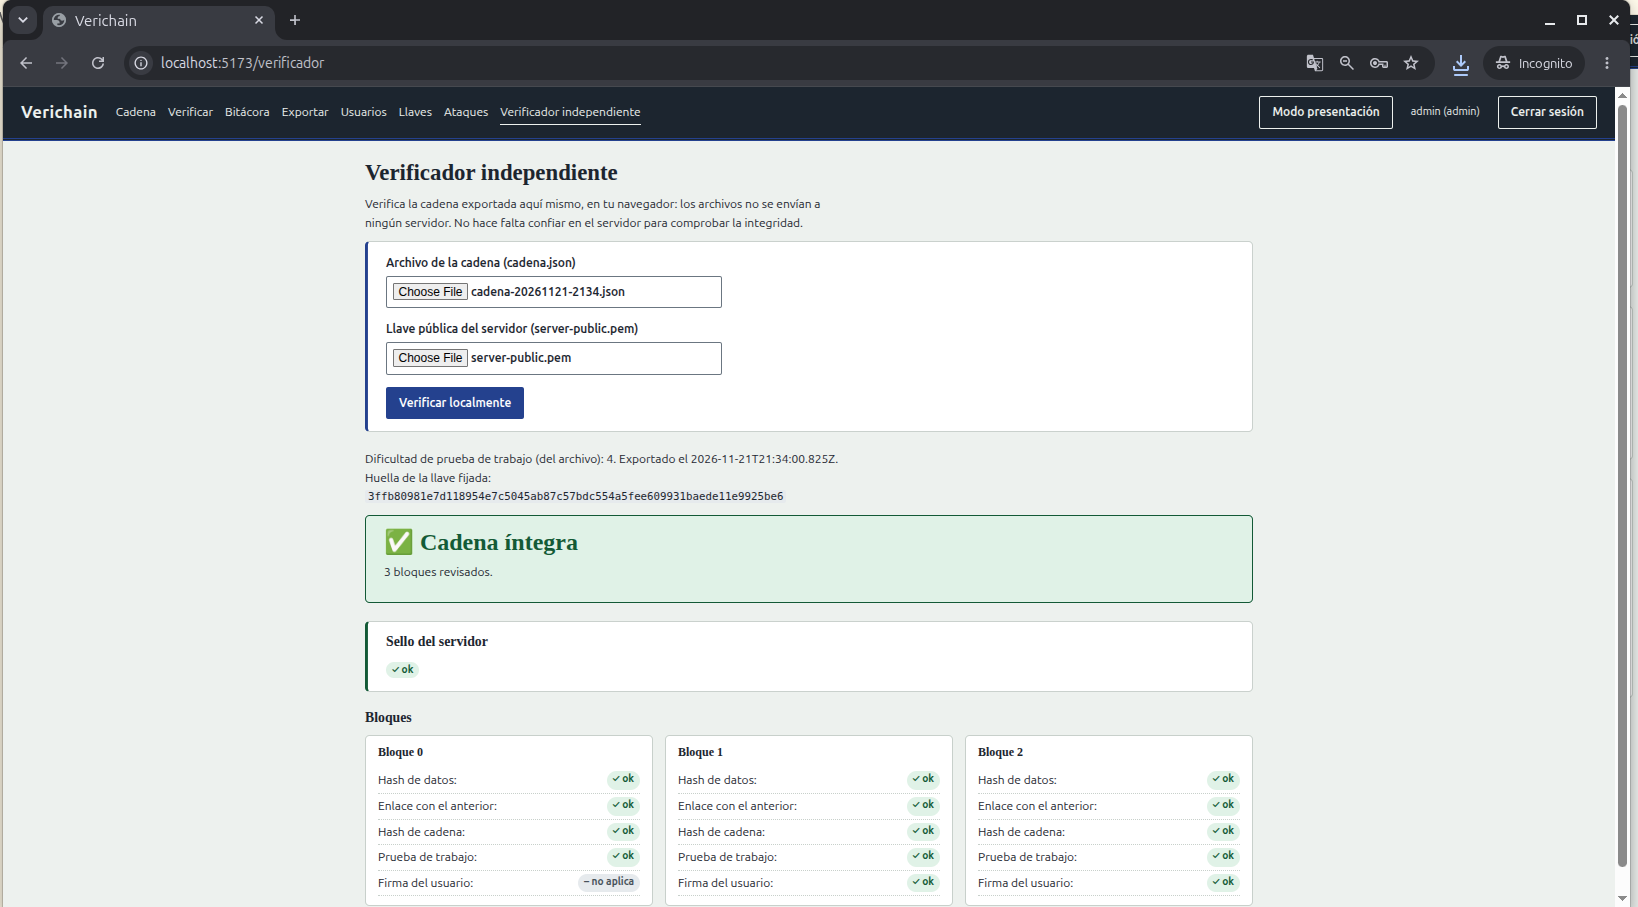 Verichain
localhost:5173/verificador
Incognito
Verichain Cadena Verificar Bitácora Exportar Usuarios Llaves Ataques Verificador independiente Modo presentación admin (admin) Cerrar sesión
Verificador independiente
Verifica la cadena exportada aquí mismo, en tu navegador: los archivos no se envían a
ningún servidor. No hace falta confiar en el servidor para comprobar la integridad.
Archivo de la cadena (cadena.json)
Choose File cadena-20261121-2134.json
Llave pública del servidor (server-public.pem)
Choose File server-public.pem
Verificar localmente
Dificultad de prueba de trabajo (del archivo): 4. Exportado el 2026-11-21T21:34:00.825Z.
Huella de la llave fijada:
3ffb80981e7d118954e7c5045ab87c57bdc554a5fee609931baede11e9925be6
✅ Cadena íntegra
3 bloques revisados.
Sello del servidor
✓ ok
Bloques
Bloque 0
Hash de datos: ✓ ok
Enlace con el anterior: ✓ ok
Hash de cadena: ✓ ok
Prueba de trabajo: ✓ ok
Firma del usuario: – no aplica
Bloque 1
Hash de datos: ✓ ok
Enlace con el anterior: ✓ ok
Hash de cadena: ✓ ok
Prueba de trabajo: ✓ ok
Firma del usuario: ✓ ok
Bloque 2
Hash de datos: ✓ ok
Enlace con el anterior: ✓ ok
Hash de cadena: ✓ ok
Prueba de trabajo: ✓ ok
Firma del usuario: ✓ ok